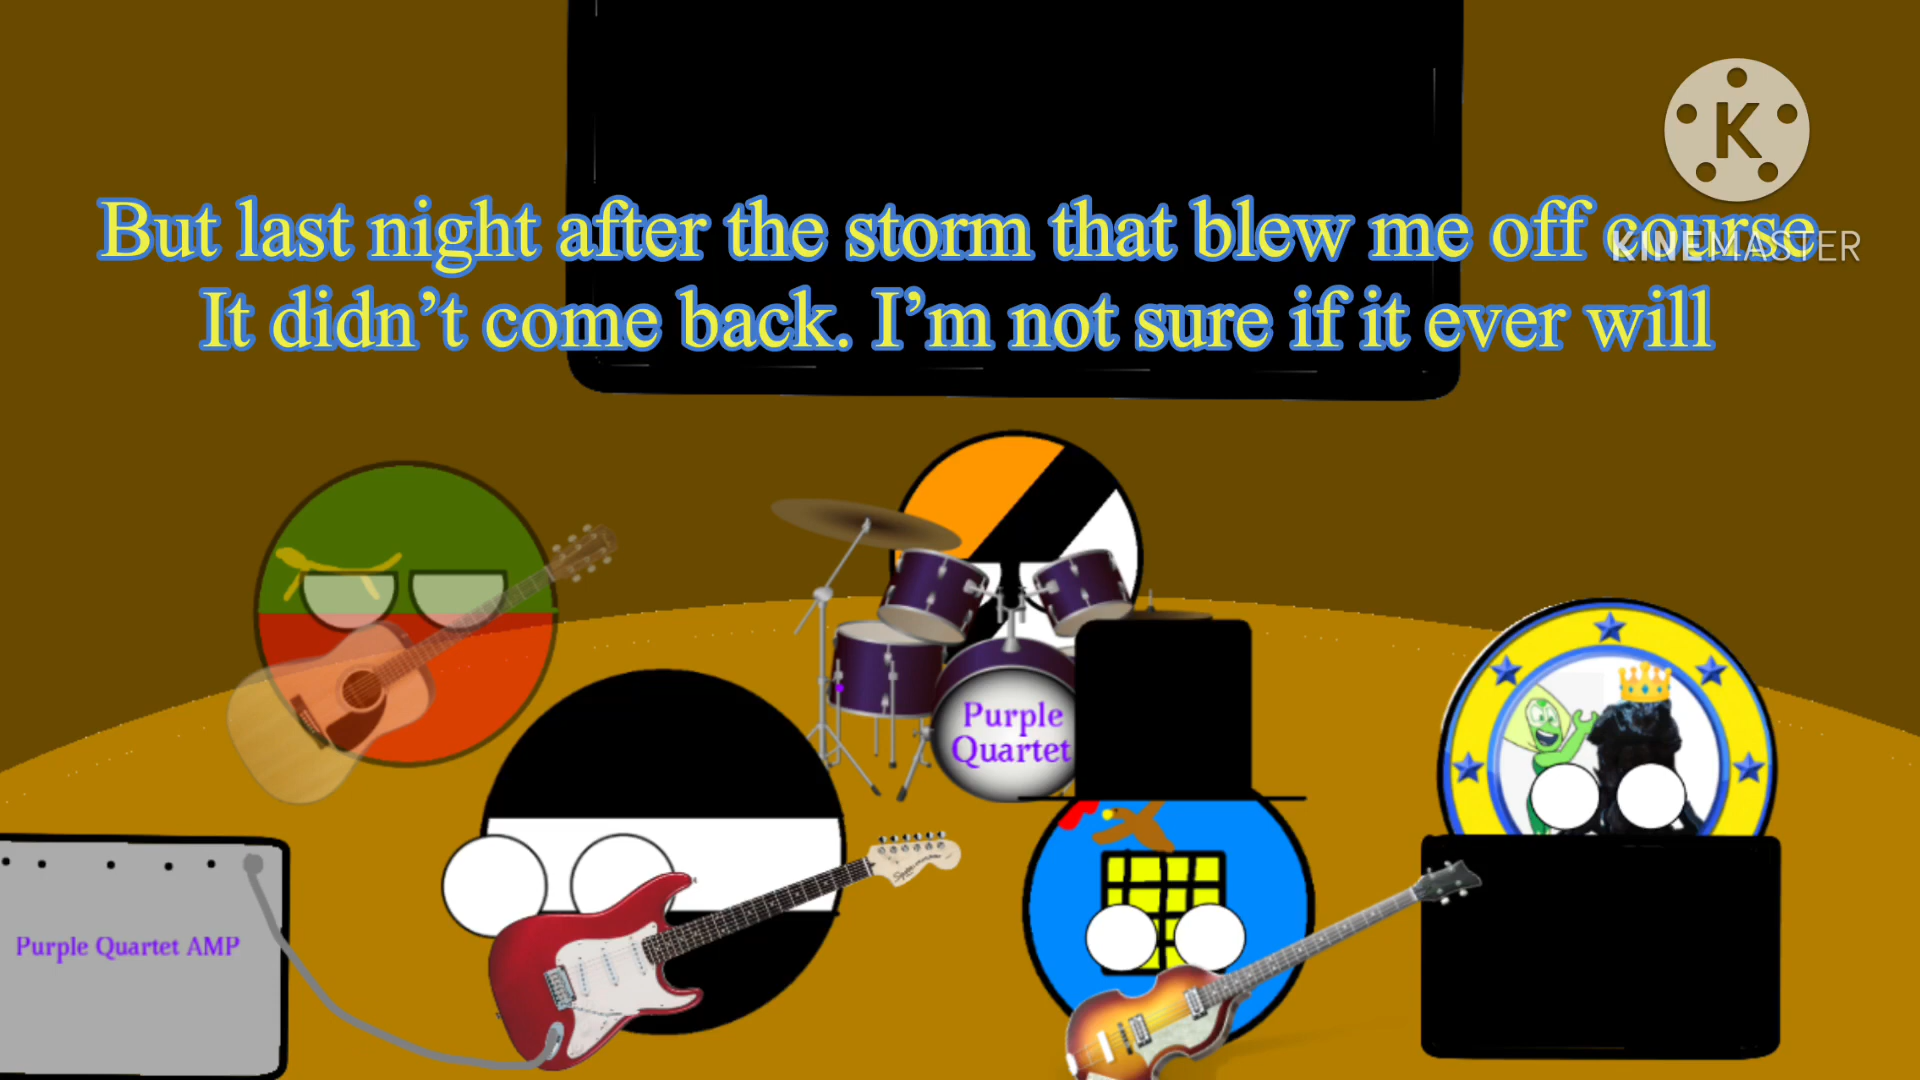 K
But last night after the storm that blew me off course
KINEMASTER
It didn’t come back. I’m not sure if it ever will
Purple
Quartet
Purple Quartet AMP